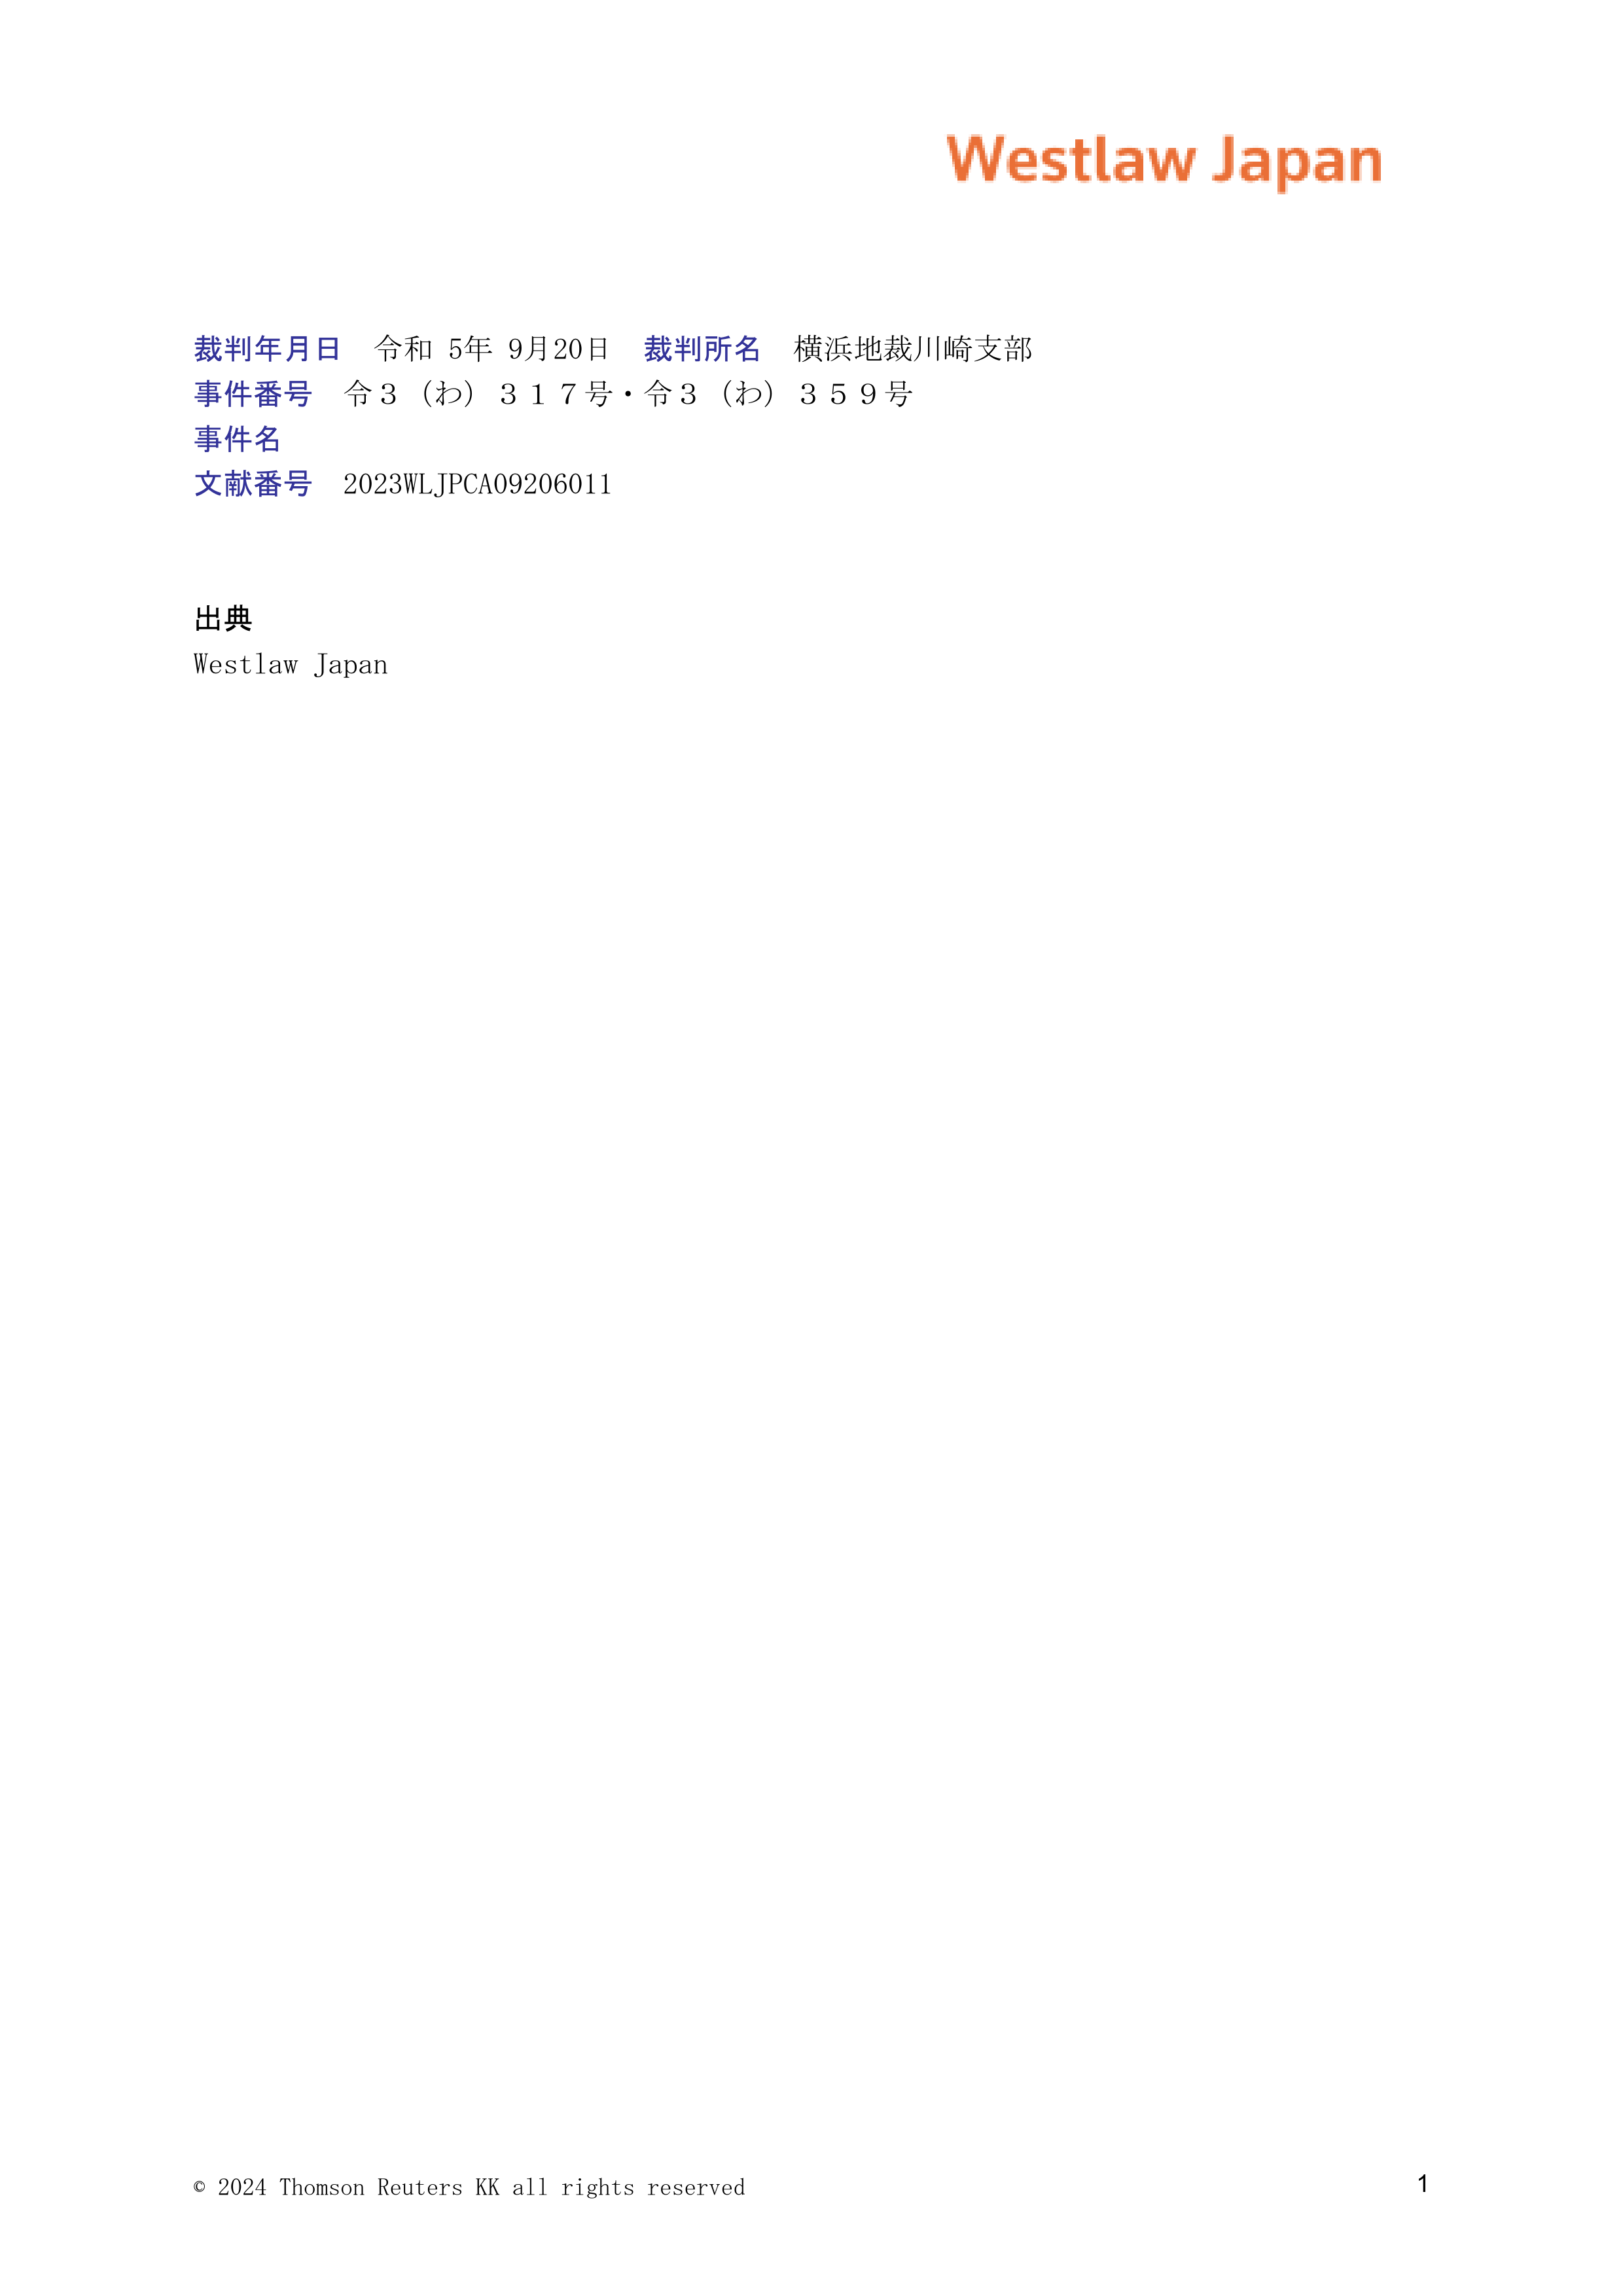 Westlaw Japan
裁判年月日　令和 5年 9月20日　裁判所名　横浜地裁川崎支部
事件番号　令３（わ）３１７号・令３（わ）３５９号
事件名
文献番号　2023WLJPCA09206011
出典
Westlaw Japan
© 2024 Thomson Reuters KK all rights reserved 1